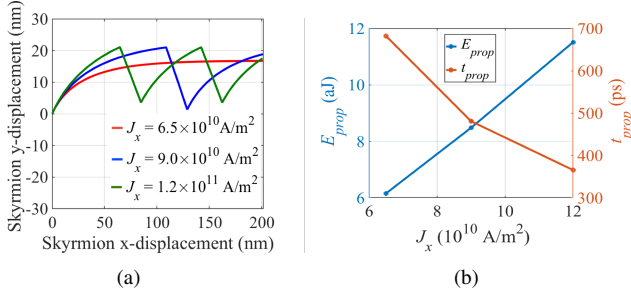 30
20
10
0
-10
-20
-30
0
50
100
150
200
Skyrmion y-displacement (nm)
Skyrmion x-displacement (nm)
J_x = 6.5×10^10 A/m^2
J_x = 9.0×10^10 A/m^2
J_x = 1.2×10^11 A/m^2
(a)
12
10
8
6
E_prop (aJ)
E_prop
t_prop
700
600
500
400
300
t_prop (ps)
6
8
10
12
J_x (10^10 A/m^2)
(b)